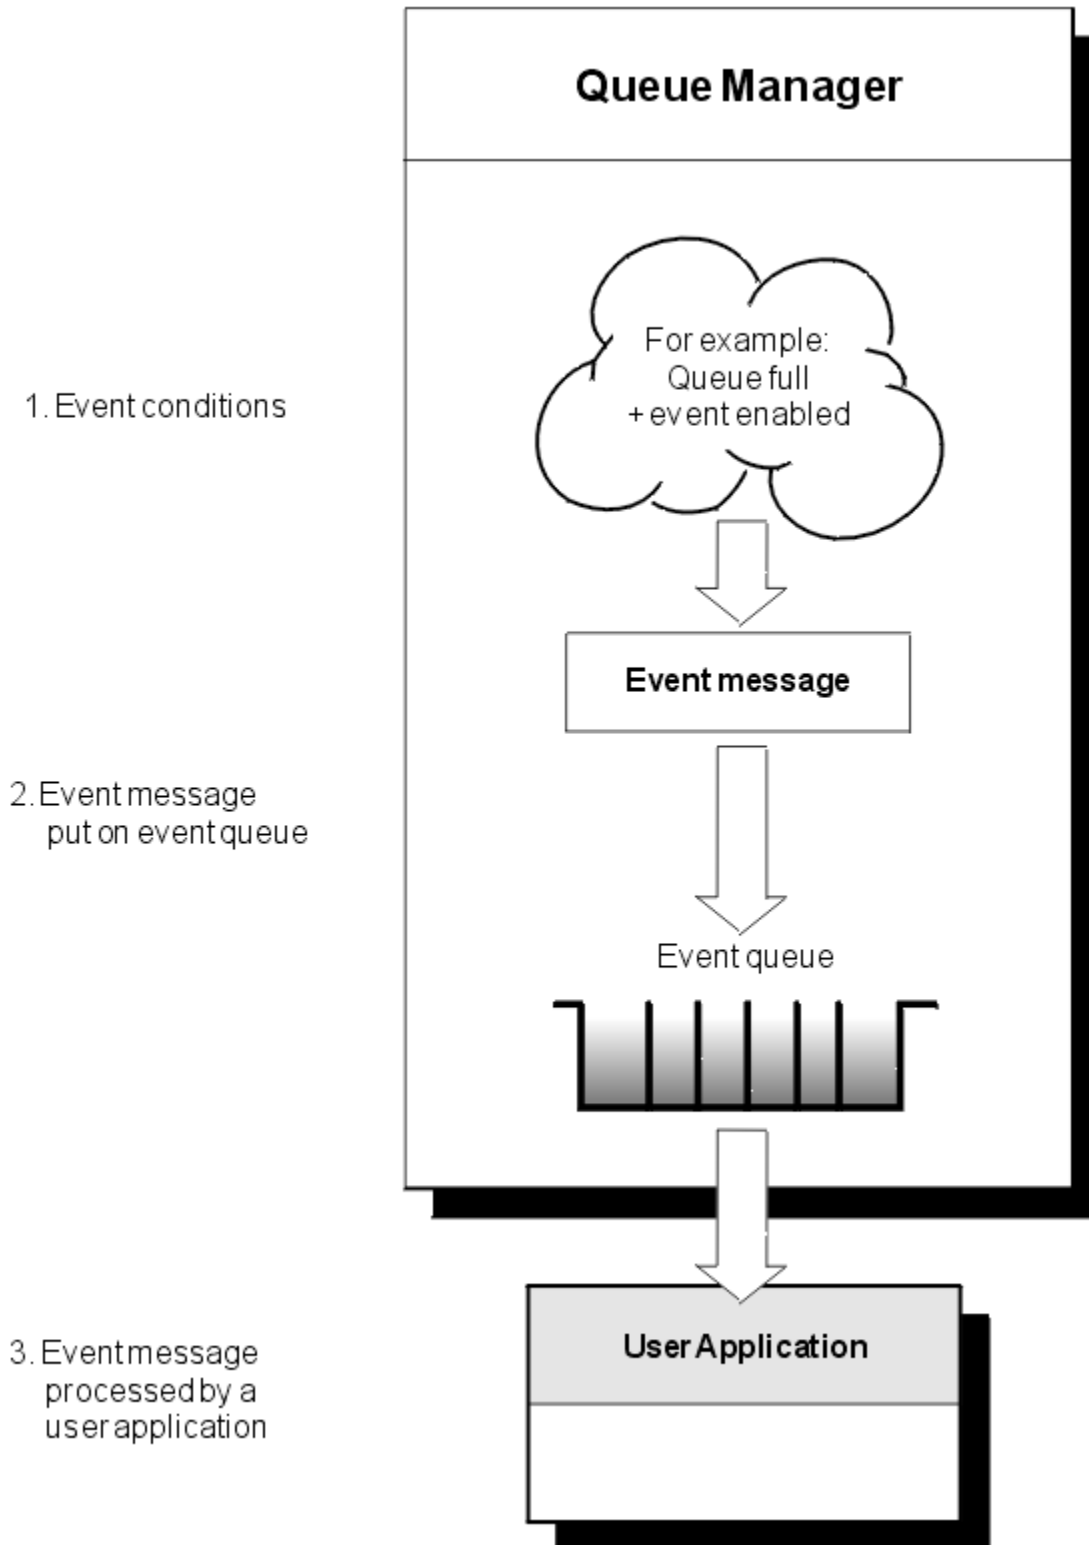 Queue Manager
For example:
Queue full
+ event enabled
1. Event conditions
Event message
2. Event message
put on event queue
Event queue
User Application
3. Event message
processed by a
user application